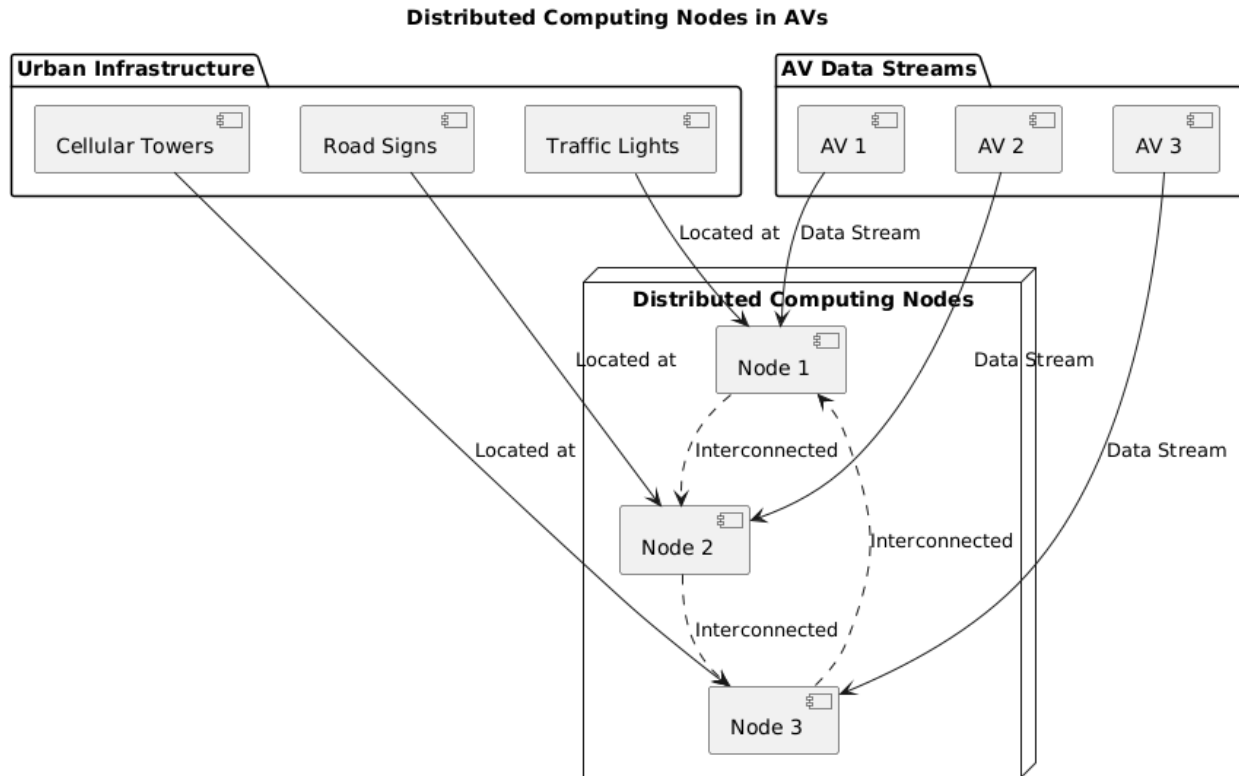 Distributed Computing Nodes in AVs
Urban Infrastructure
AV Data Streams
Cellular Towers
Road Signs
Traffic Lights
AV 1
AV 2
AV 3
Located at
Data Stream
Distributed Computing Nodes
Located at
Node 1
Data Stream
Located at
Interconnected
Data Stream
Node 2
Interconnected
Interconnected
Node 3